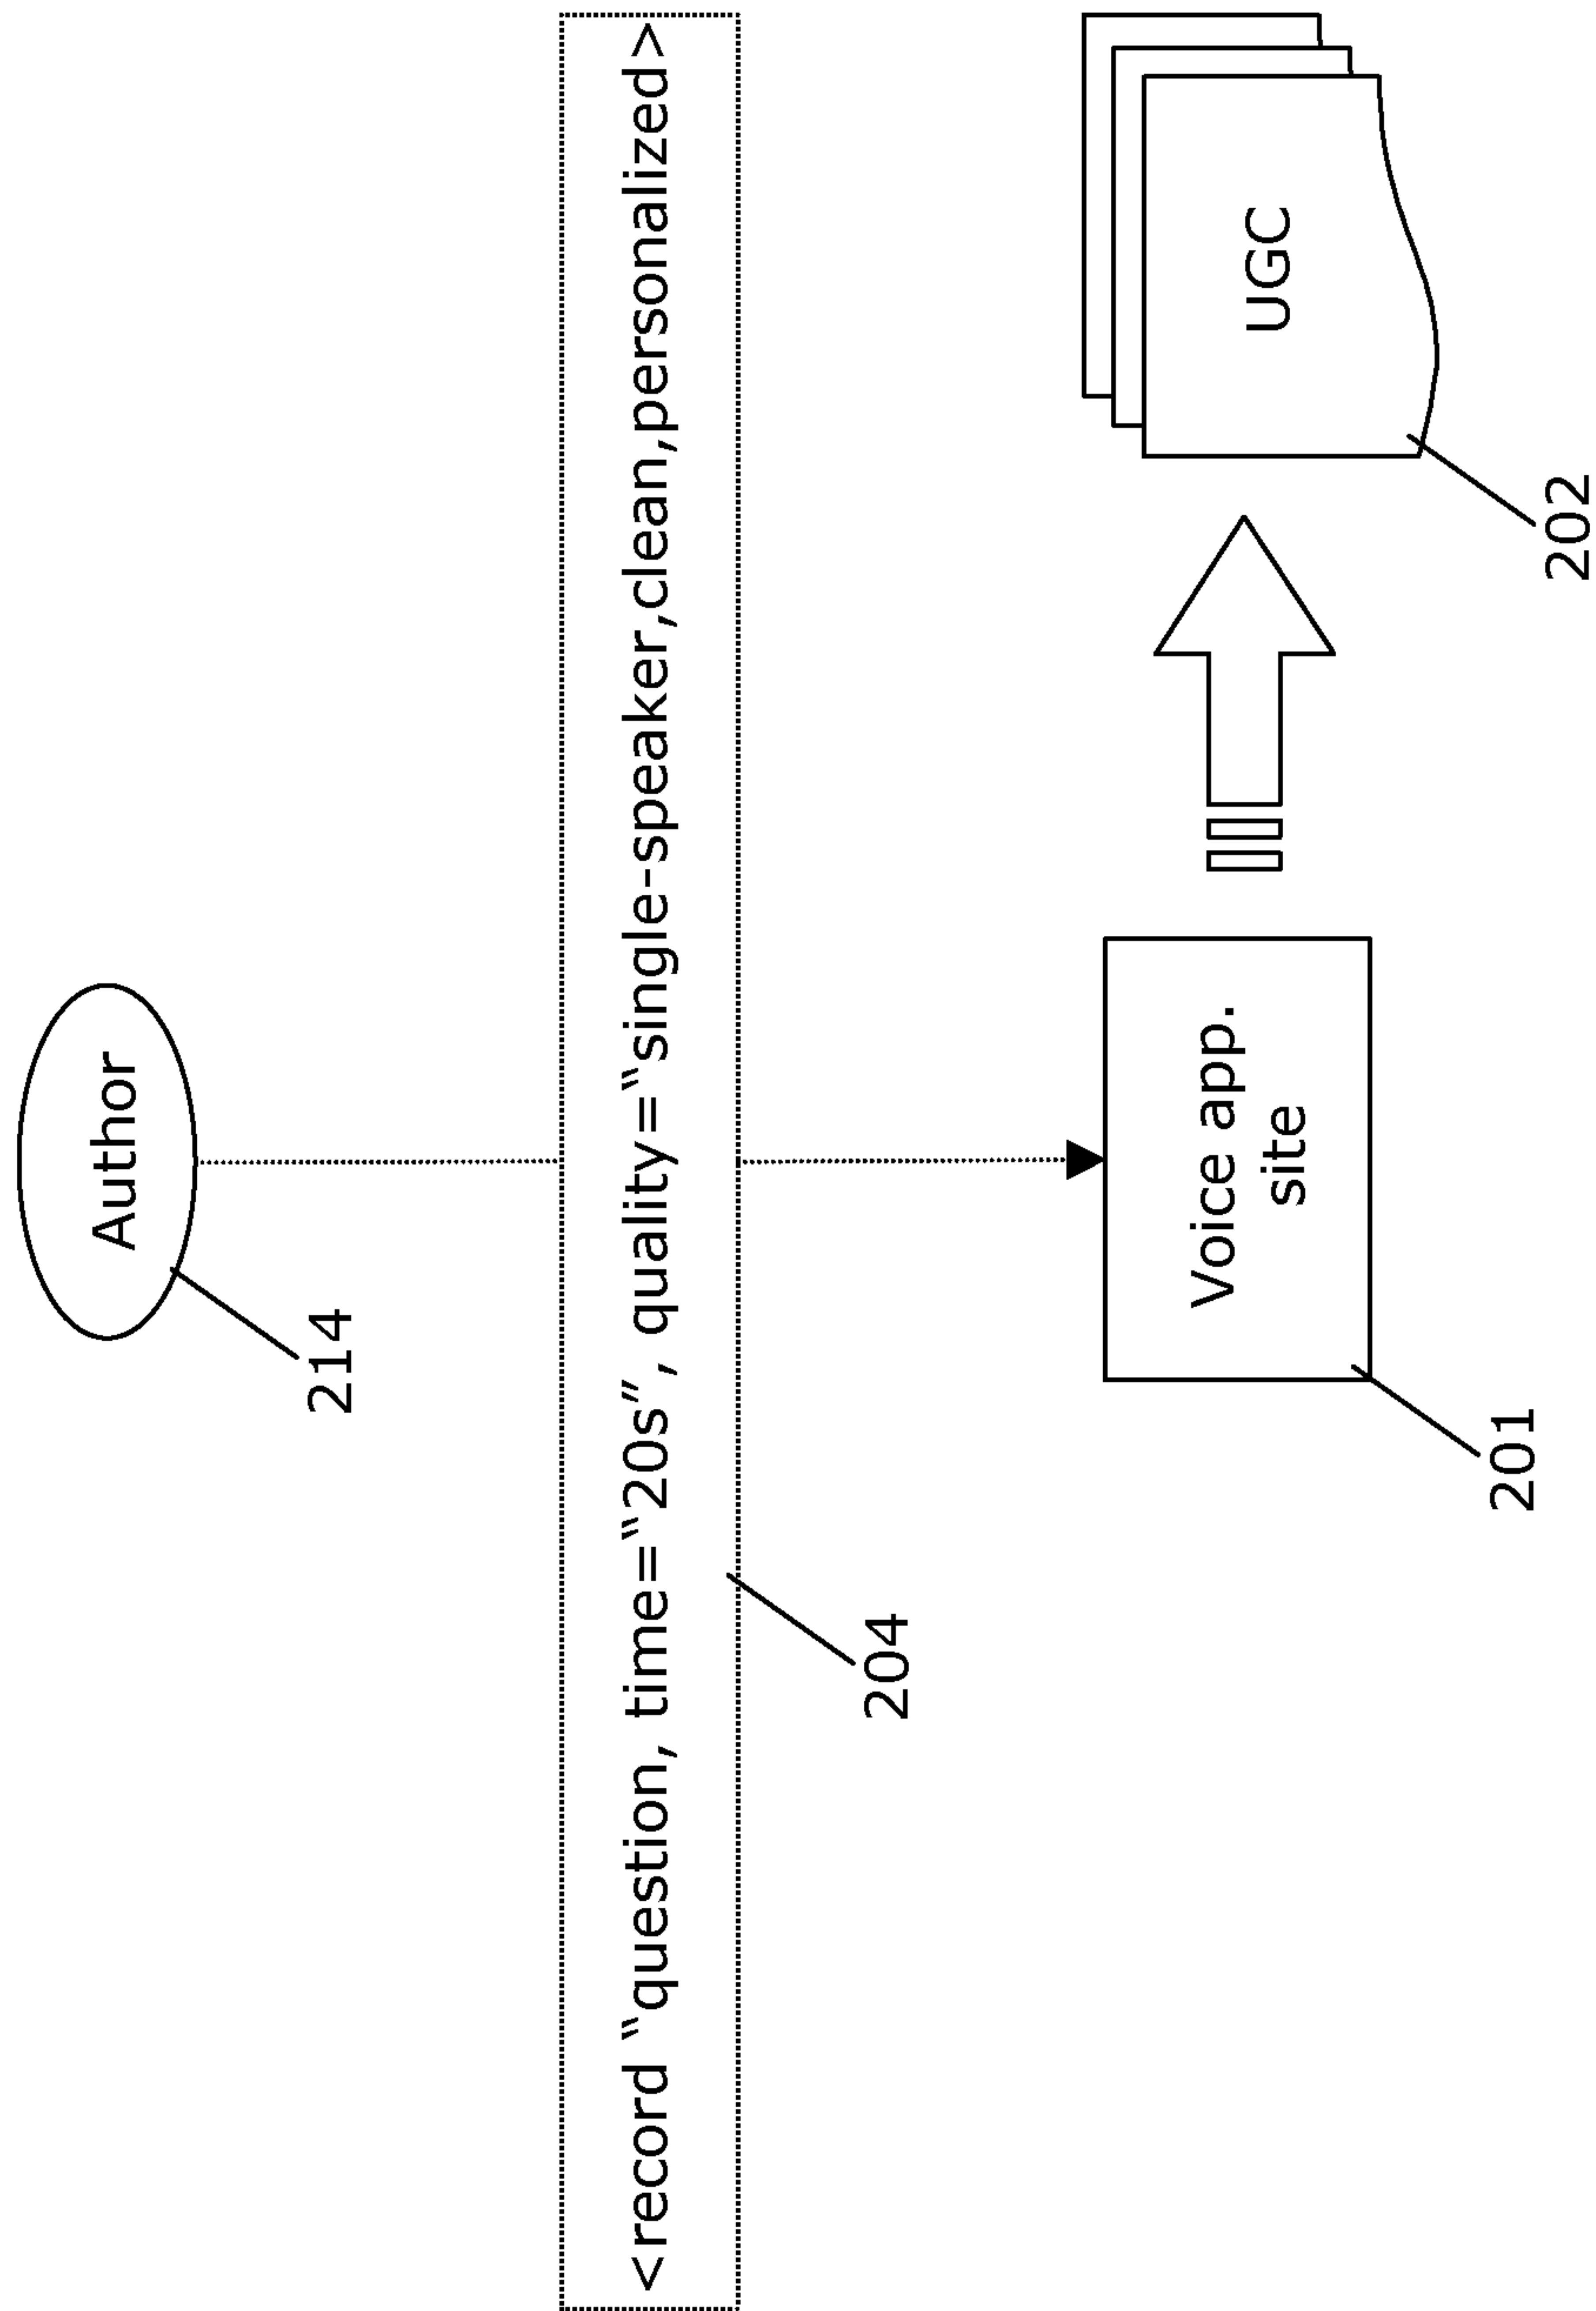 Author
214
<record “question, time=“20s”, quality=“single-speaker,clean,personalized>
204
Voice app.
site
201
UGC
202